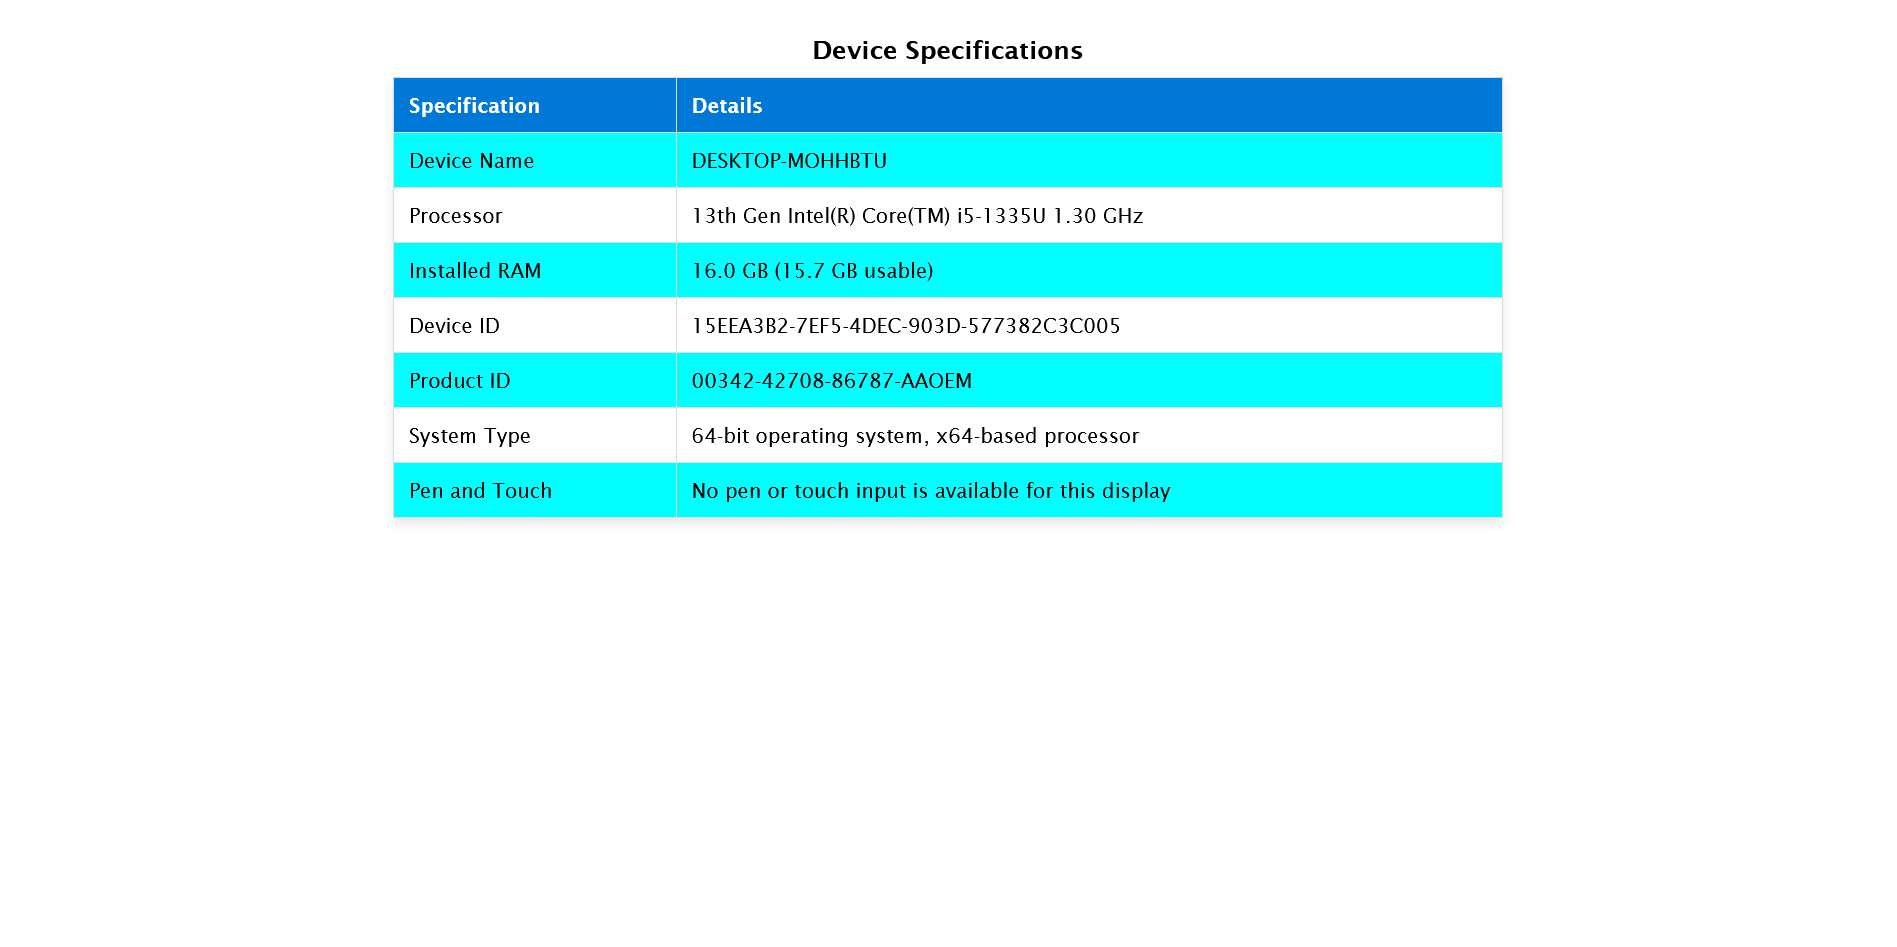 Device Specifications
Specification Details
Device Name DESKTOP-MOHHBTU
Processor 13th Gen Intel(R) Core(TM) i5-1335U 1.30 GHz
Installed RAM 16.0 GB (15.7 GB usable)
Device ID 15EEA3B2-7EF5-4DEC-903D-577382C3C005
Product ID 00342-42708-86787-AAOEM
System Type 64-bit operating system, x64-based processor
Pen and Touch No pen or touch input is available for this display